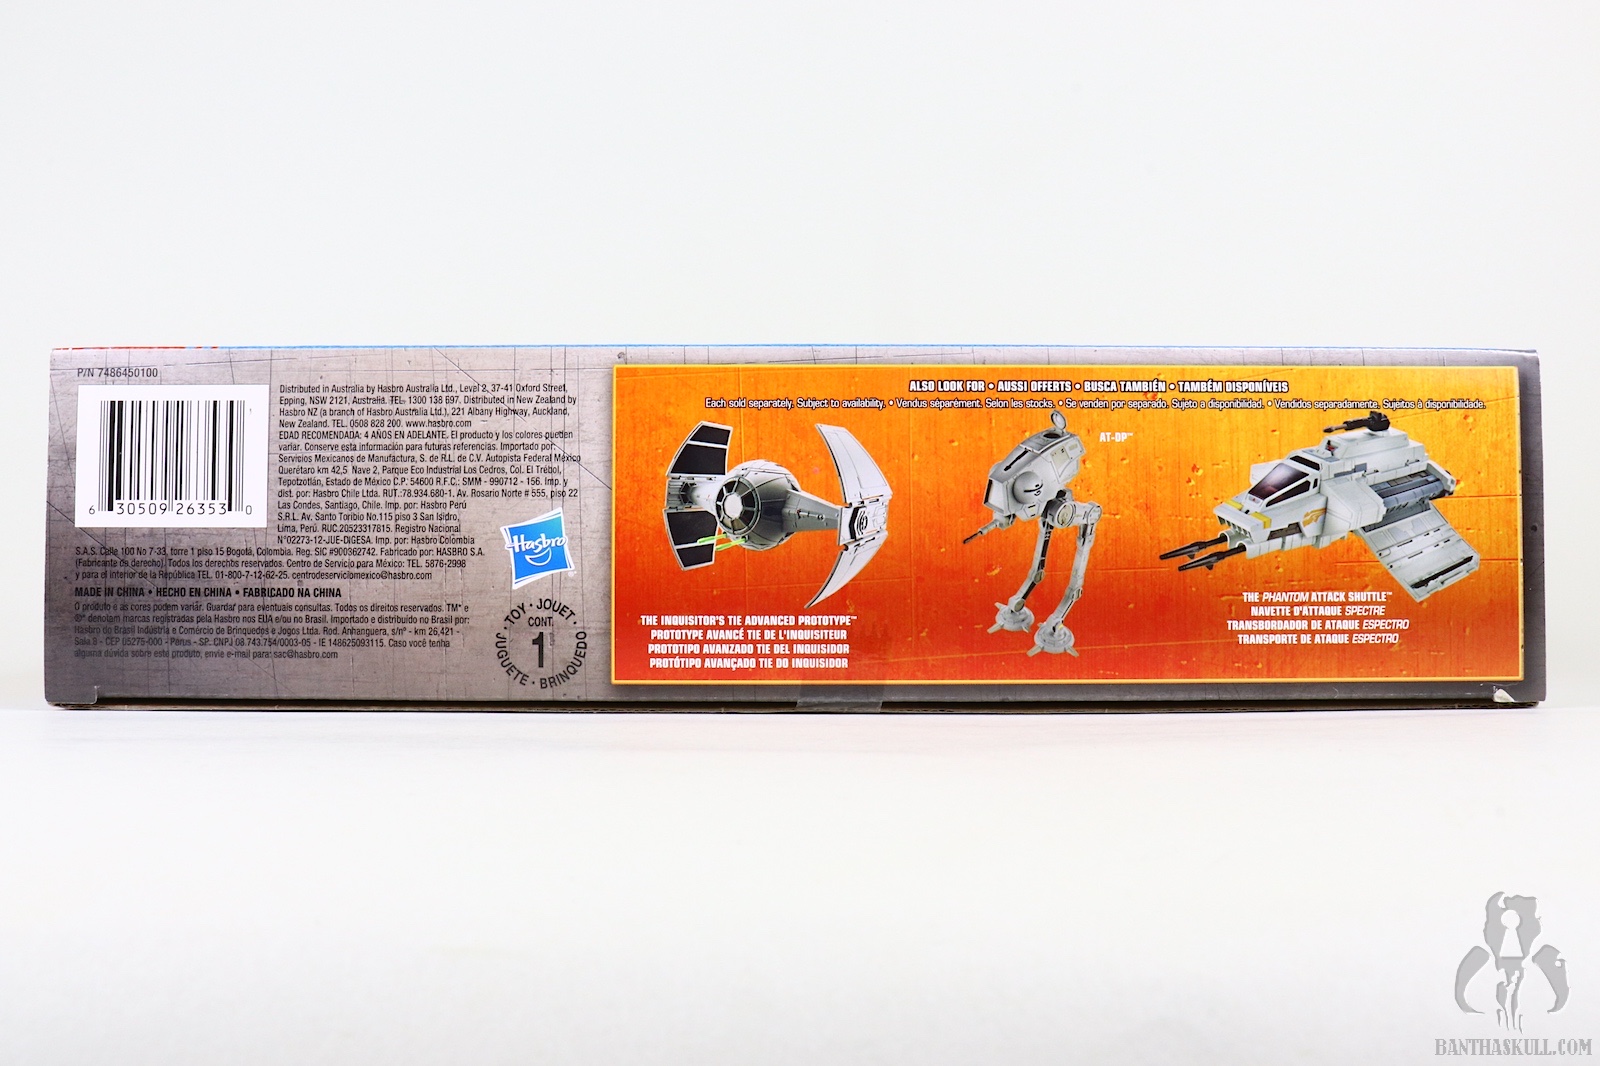 P/N 7486450100
6 30509 26353 0
Distributed in Australia by Hasbro Australia Ltd., Level 2, 37-41 Oxford Street,
Epping, NSW 2121, Australia. TEL. 1300 138 697. Distributed in New Zealand by
Hasbro NZ (a branch of Hasbro Australia Ltd.), 221 Albany Highway, Auckland,
New Zealand. TEL. 0508 828 200. www.hasbro.com
EDAD RECOMENDADA: 4 AÑOS EN ADELANTE. El producto y los colores pueden
variar. Conserve esta información para futuras referencias. Importado por:
Servicios Mexicanos de Manufactura, S. de R.L. de C.V. Autopista Federal México
Querétaro km 42,5 Nave 2, Parque Eco Industrial Los Cedros, Col. El Trébol,
Tepotzotlán, Estado de México C.P. 54600 R.F.C.: SMM - 990712 - 156. Imp. y
dist. por: Hasbro Chile Ltda. RUT.:78.934.680-1. Av. Rosario Norte # 555, piso 22
Las Condes, Santiago, Chile. Imp. por: Hasbro Perú
S.R.L. Av. Santo Toribio No.115 piso 3 San Isidro,
Lima, Perú. RUC.20523317815. Registro Nacional
N°02273-12-JUE-DIGESA. Imp. por: Hasbro Colombia
S.A.S. Calle 100 No 7-33, torre 1 piso 15 Bogotá, Colombia. Reg. SIC #900362742. Fabricado por: HASBRO S.A.
(Fabricante de derecho). Todos los derechos reservados. Centro de Servicio para México: TEL. 5876-2998
y para el interior de la República TEL. 01-800-7-12-62-25. centrodeserviciomexico@hasbro.com
MADE IN CHINA • HECHO EN CHINA • FABRICADO NA CHINA
O produto e as cores podem variar. Guardar para eventuais consultas. Todos os direitos reservados. TM* e
®* denotam marcas registradas pela Hasbro nos EUA e/ou no Brasil. Importado e distribuído no Brasil por:
Hasbro do Brasil Indústria e Comércio de Brinquedos e Jogos Ltda. Rod. Anhanguera, s/nº - km 26,421 -
Sala B - CEP 05275-000 - Perus - SP. CNPJ 08.743.754/0003-05 - IE 148625093115. Caso você tenha
alguma dúvida sobre este produto, envie e-mail para: sac@hasbro.com
Hasbro
TOY • JOUET • BRINQUEDO • JUGUETE •
CONT.
1
ALSO LOOK FOR • AUSSI OFFERTS • BUSCA TAMBIÉN • TAMBÉM DISPONÍVEIS
Each sold separately. Subject to availability. • Vendus séparément. Selon les stocks. • Se venden por separado. Sujeto a disponibilidad. • Vendidos separadamente. Sujeitos à disponibilidade.
THE INQUISITOR'S TIE ADVANCED PROTOTYPE™
PROTOTYPE AVANCÉ TIE DE L'INQUISITEUR
PROTOTIPO AVANZADO TIE DEL INQUISIDOR
PROTÓTIPO AVANÇADO TIE DO INQUISIDOR
AT-DP™
THE PHANTOM ATTACK SHUTTLE™
NAVETTE D'ATTAQUE SPECTRE
TRANSBORDADOR DE ATAQUE ESPECTRO
TRANSPORTE DE ATAQUE ESPECTRO
BANTHASKULL.COM